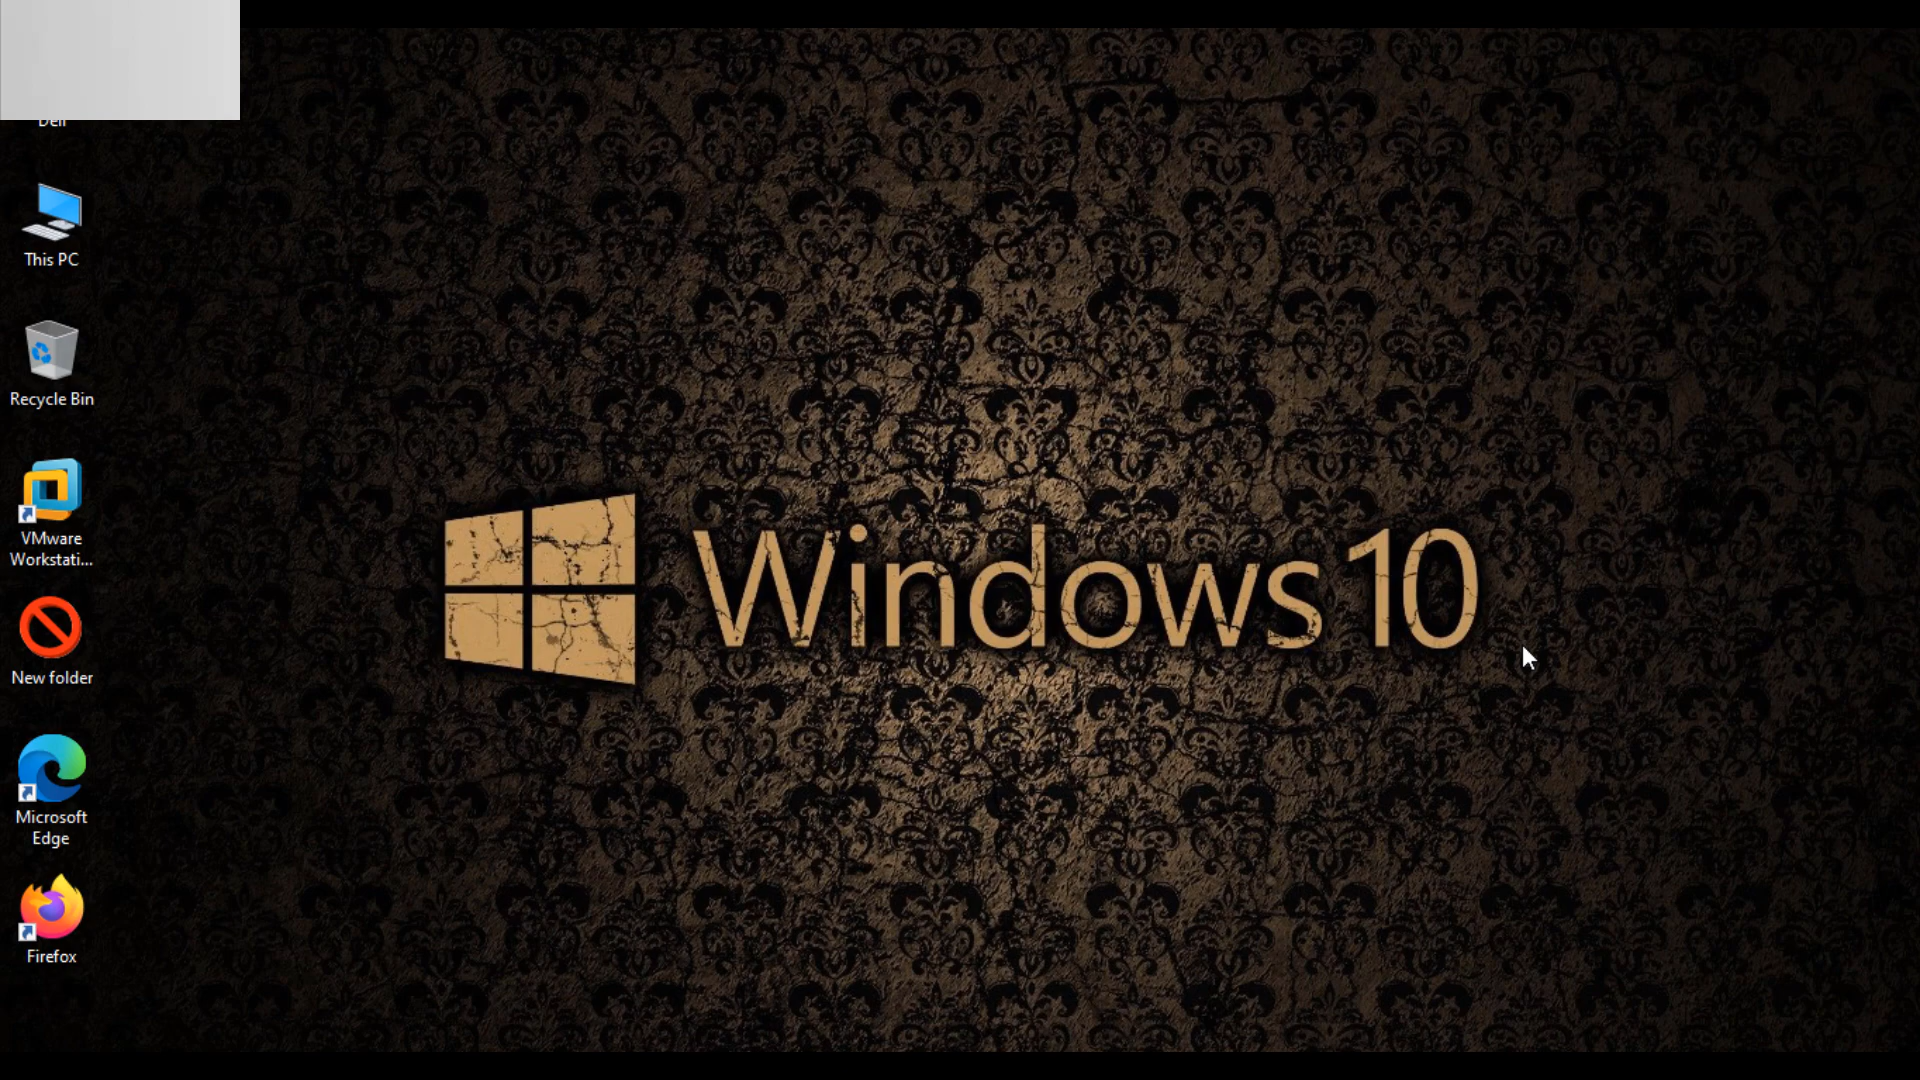 Dell
This PC
Recycle Bin
VMware
Workstati...
New folder
Microsoft
Edge
Firefox
Windows 10